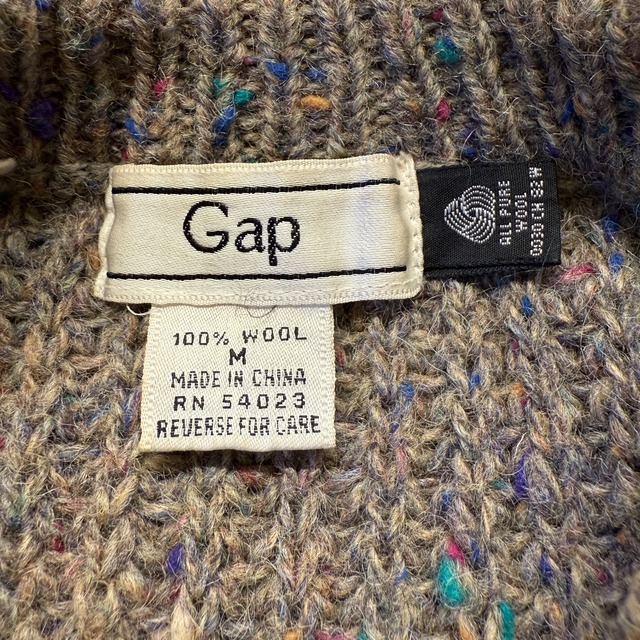 Gap
ALL PURE
WOOL
100% WOOL
M
MADE IN CHINA
RN 54023
REVERSE FOR CARE